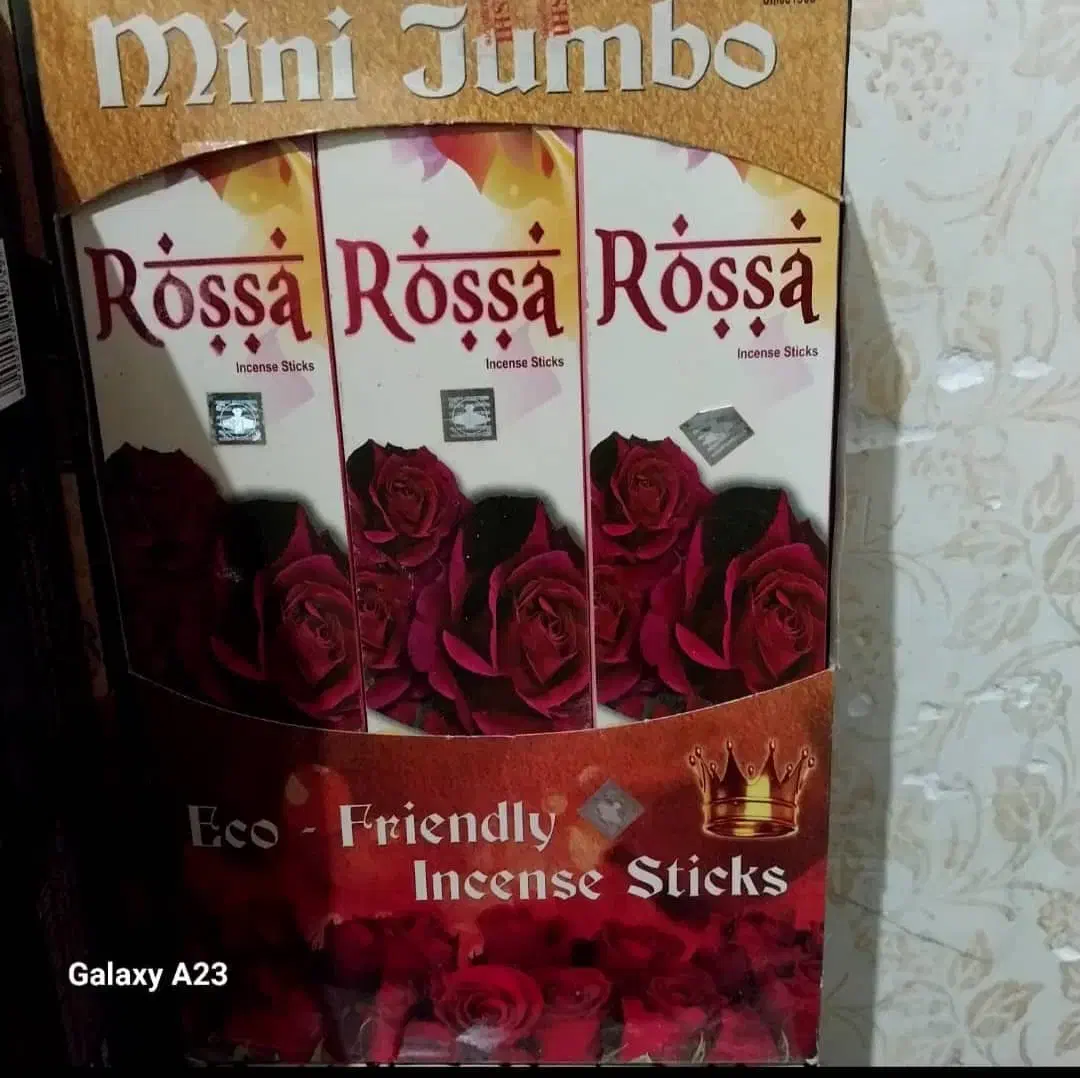 Mini Jumbo
Rossa Rossa Rossa
Incense Sticks Incense Sticks Incense Sticks
Eco - Friendly
Incense Sticks
Galaxy A23